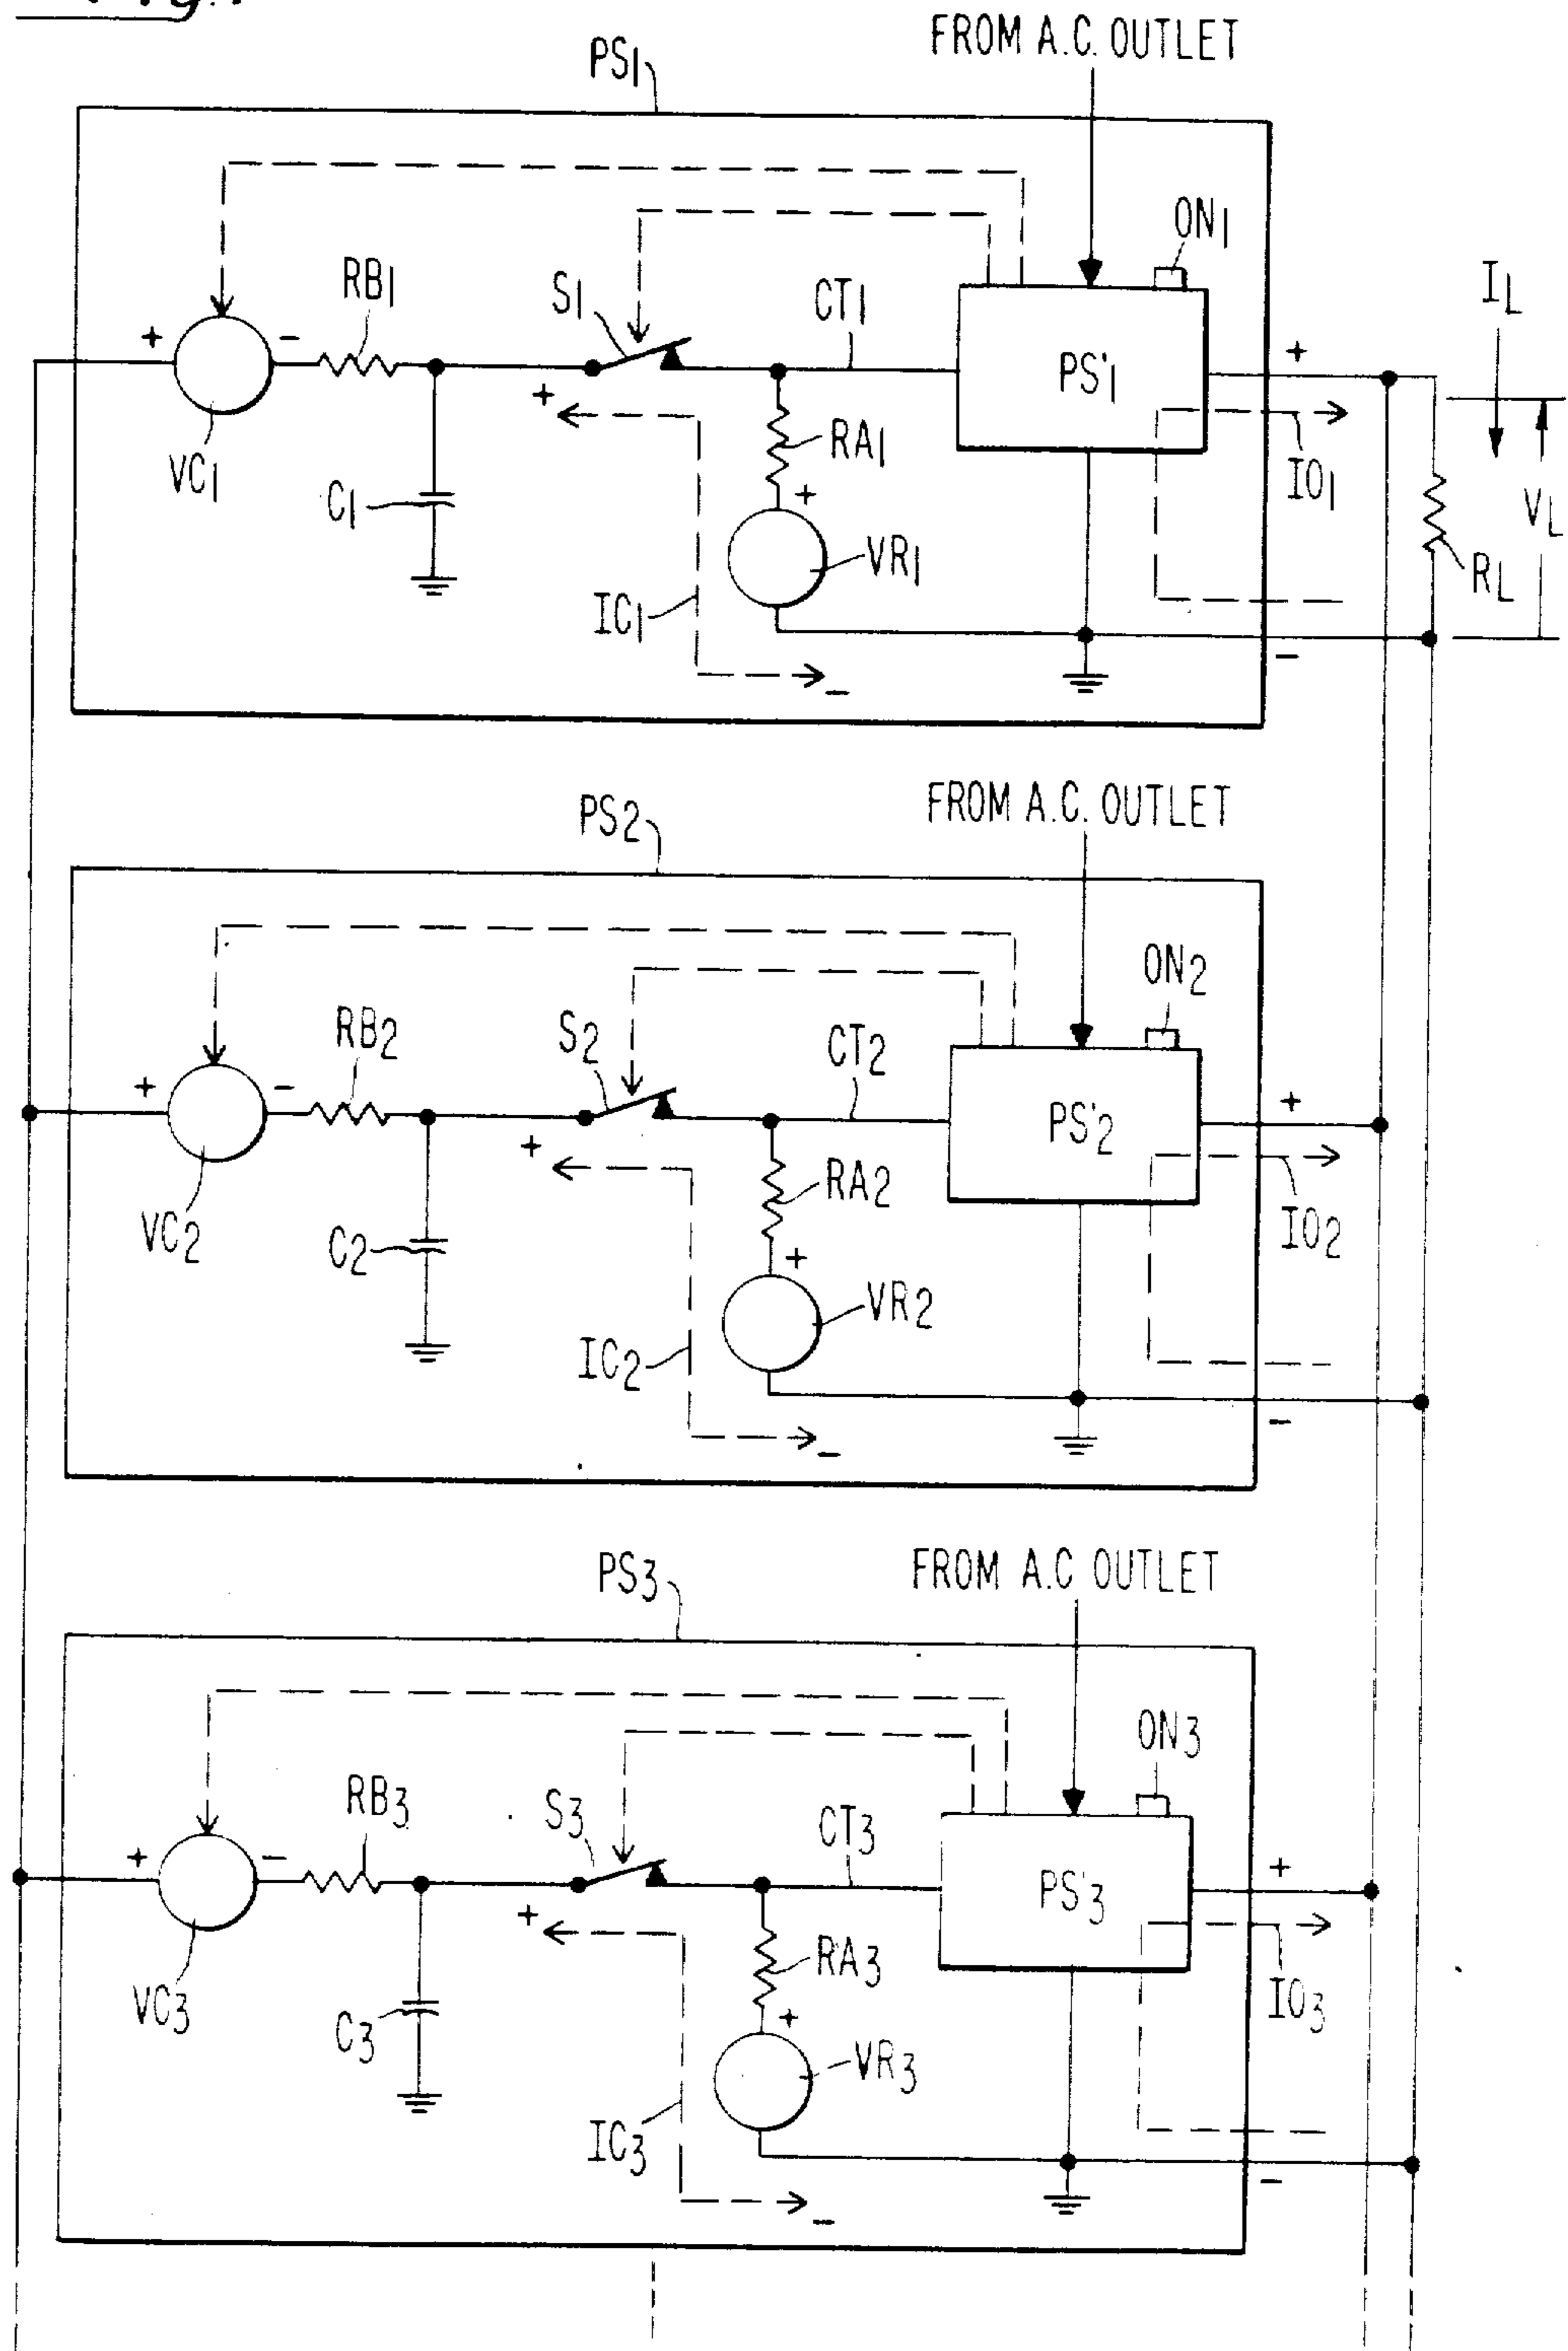 Fig. 1
FROM A.C. OUTLET
PS1
ON1
RB1
S1
CT1
IL
+
-
+
PS'1
+
RA1
VC1
C1
+
IO1
VL
VR1
RL
IC1
-
-
FROM A.C. OUTLET
PS2
ON2
RB2
S2
CT2
+
-
+
PS'2
+
RA2
VC2
C2
+
IO2
VR2
IC2
-
-
FROM A.C OUTLET
PS3
ON3
RB3
S3
CT3
+
-
+
PS'3
+
RA3
VC3
C3
+
IO3
VR3
IC3
-
-